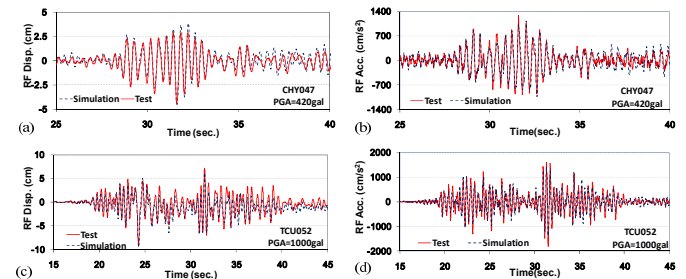 RF Disp. (cm)
5
2.5
0
-2.5
-5
Simulation Test
CHY047
PGA=420gal
25 30 35 40
Time(sec.)
(a)
RF Acc. (cm/s²)
1400
700
0
-700
-1400
Test Simulation
CHY047
PGA=420gal
25 30 35 40
Time(sec.)
(b)
RF Disp. (cm)
10
5
0
-5
-10
Test
Simulation
TCU052
PGA=1000gal
15 20 25 30 35 40 45
Time(sec.)
(c)
RF Acc. (cm/s²)
2000
1000
0
-1000
-2000
Test Simulation
TCU052
PGA=1000gal
15 20 25 30 35 40 45
Time (sec.)
(d)